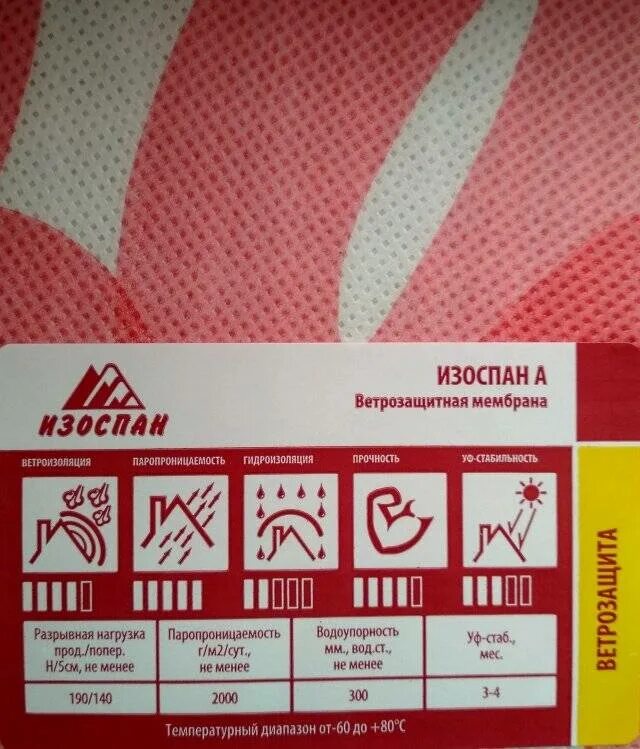 ИЗОСПАН
ИЗОСПАН А
Ветрозащитная мембрана
ВЕТРОИЗОЛЯЦИЯ
ПАРОПРОНИЦАЕМОСТЬ
ГИДРОИЗОЛЯЦИЯ
ПРОЧНОСТЬ
УФ-СТАБИЛЬНОСТЬ
Разрывная нагрузка
прод./попер.
Н/5см, не менее
Паропроницаемость
г/м2/сут.,
не менее
Водоупорность
мм., вод.ст.,
не менее
Уф-стаб.,
мес.
190/140
2000
300
3-4
Температурный диапазон от-60 до +80°С
ВЕТРОЗАЩИТА